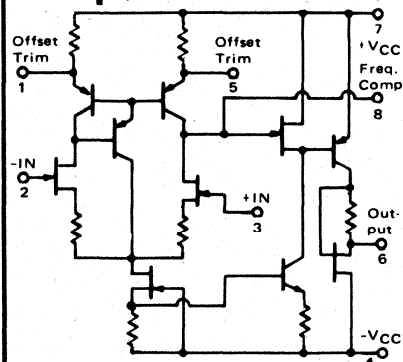 Offset
Trim
1
Offset
Trim
5
7
+VCC
Freq.
Comp
8
-IN
2
+IN
3
Out-
put
6
-VCC